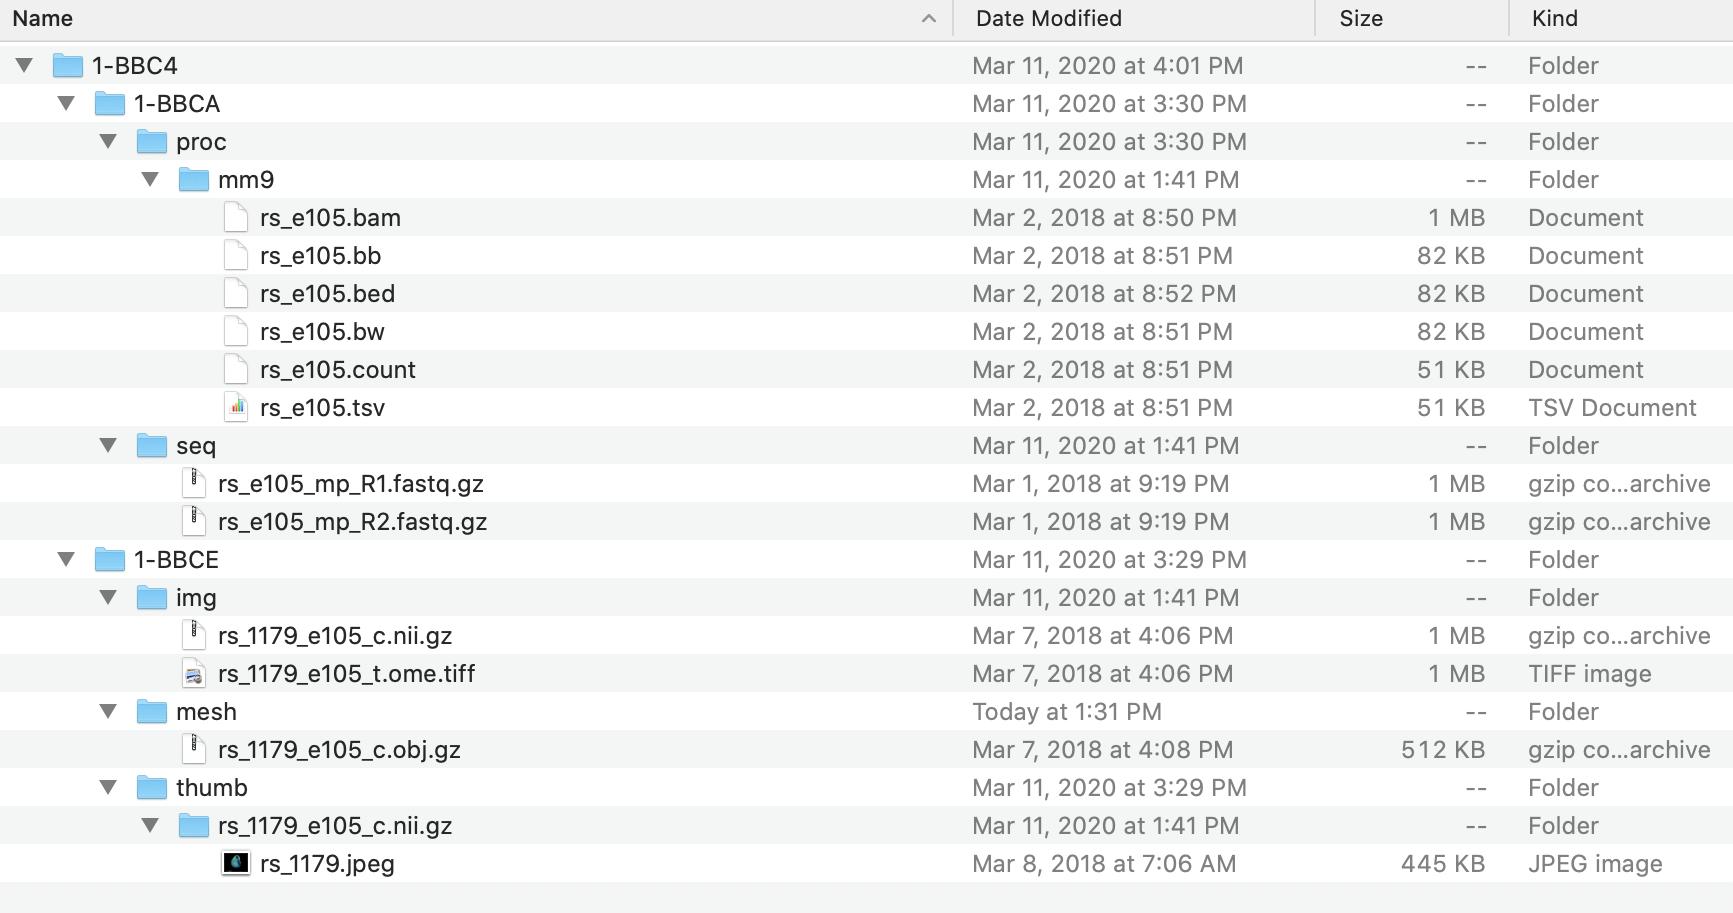 Name Date Modified Size Kind
1-BBC4 Mar 11, 2020 at 4:01 PM -- Folder
1-BBCA Mar 11, 2020 at 3:30 PM -- Folder
proc Mar 11, 2020 at 3:30 PM -- Folder
mm9 Mar 11, 2020 at 1:41 PM -- Folder
rs_e105.bam Mar 2, 2018 at 8:50 PM 1 MB Document
rs_e105.bb Mar 2, 2018 at 8:51 PM 82 KB Document
rs_e105.bed Mar 2, 2018 at 8:52 PM 82 KB Document
rs_e105.bw Mar 2, 2018 at 8:51 PM 82 KB Document
rs_e105.count Mar 2, 2018 at 8:51 PM 51 KB Document
rs_e105.tsv Mar 2, 2018 at 8:51 PM 51 KB TSV Document
seq Mar 11, 2020 at 1:41 PM -- Folder
rs_e105_mp_R1.fastq.gz Mar 1, 2018 at 9:19 PM 1 MB gzip co...archive
rs_e105_mp_R2.fastq.gz Mar 1, 2018 at 9:19 PM 1 MB gzip co...archive
1-BBCE Mar 11, 2020 at 3:29 PM -- Folder
img Mar 11, 2020 at 1:41 PM -- Folder
rs_1179_e105_c.nii.gz Mar 7, 2018 at 4:06 PM 1 MB gzip co...archive
rs_1179_e105_t.ome.tiff Mar 7, 2018 at 4:06 PM 1 MB TIFF image
mesh Today at 1:31 PM -- Folder
rs_1179_e105_c.obj.gz Mar 7, 2018 at 4:08 PM 512 KB gzip co...archive
thumb Mar 11, 2020 at 3:29 PM -- Folder
rs_1179_e105_c.nii.gz Mar 11, 2020 at 1:41 PM -- Folder
rs_1179.jpeg Mar 8, 2018 at 7:06 AM 445 KB JPEG image